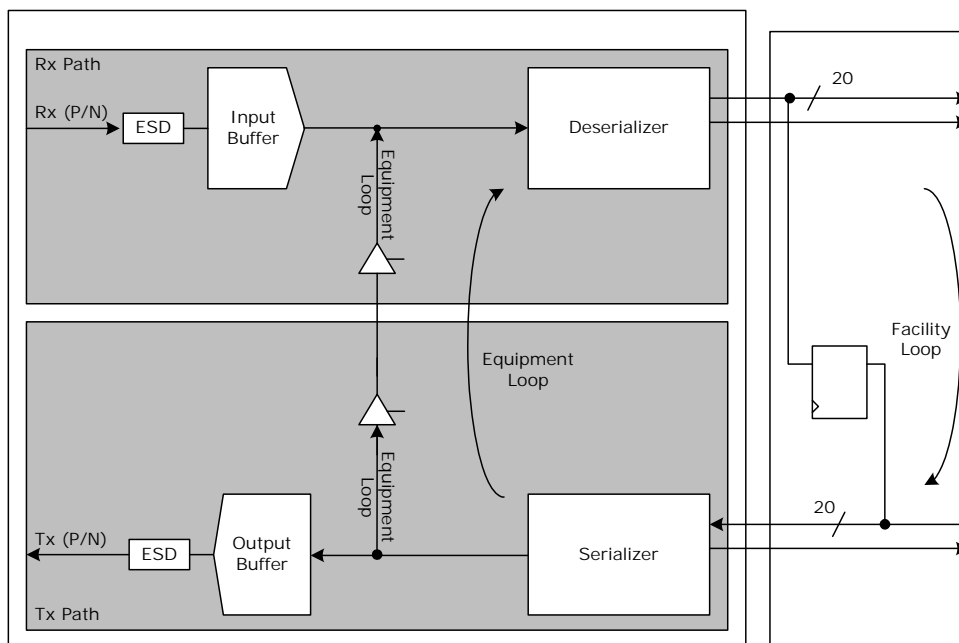 Rx Path
Rx (P/N)
ESD
Input
Buffer
Deserializer
20
Equipment
Loop
Equipment
Loop
Facility
Loop
Equipment
Loop
Tx (P/N)
ESD
Output
Buffer
Serializer
20
Tx Path